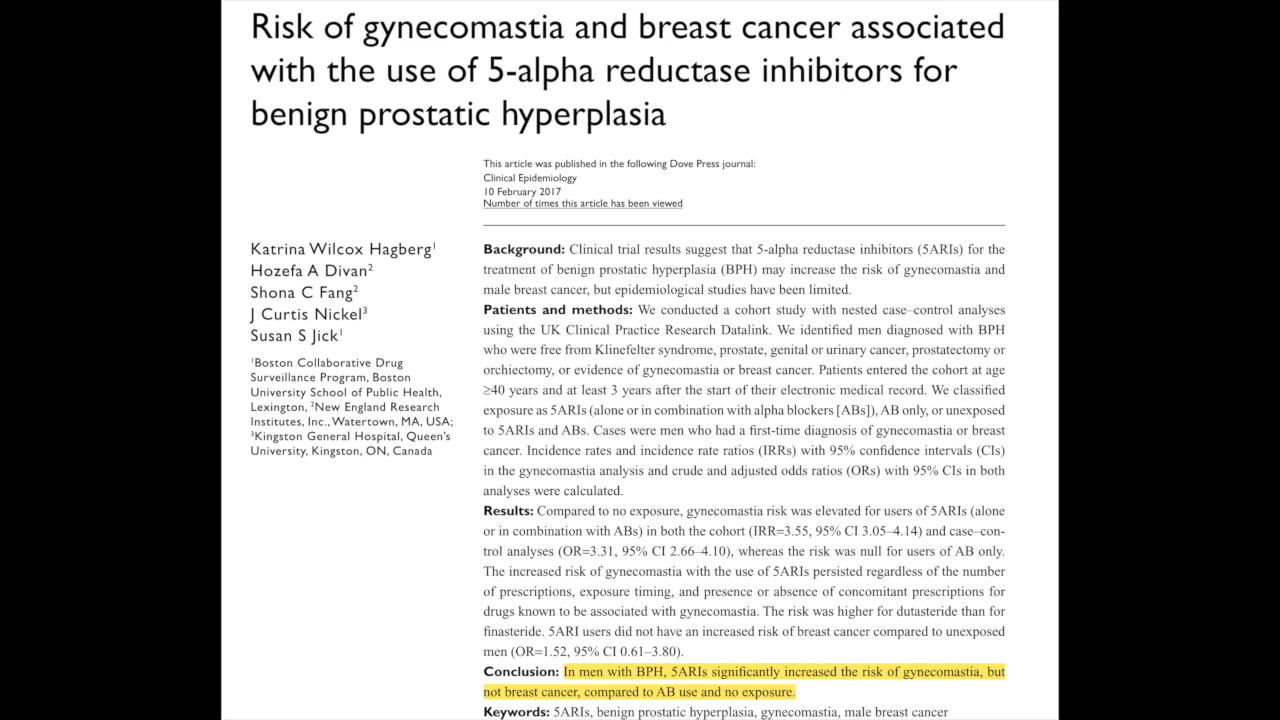 Risk of gynecomastia and breast cancer associated
with the use of 5-alpha reductase inhibitors for
benign prostatic hyperplasia
This article was published in the following Dove Press journal:
Clinical Epidemiology
10 February 2017
Number of times this article has been viewed
Katrina Wilcox Hagberg¹
Hozefa A Divan²
Shona C Fang²
J Curtis Nickel³
Susan S Jick¹
¹Boston Collaborative Drug
Surveillance Program, Boston
University School of Public Health,
Lexington, ²New England Research
Institutes, Inc., Watertown, MA, USA;
³Kingston General Hospital, Queen's
University, Kingston, ON, Canada
Background: Clinical trial results suggest that 5-alpha reductase inhibitors (5ARIs) for the
treatment of benign prostatic hyperplasia (BPH) may increase the risk of gynecomastia and
male breast cancer, but epidemiological studies have been limited.
Patients and methods: We conducted a cohort study with nested case–control analyses
using the UK Clinical Practice Research Datalink. We identified men diagnosed with BPH
who were free from Klinefelter syndrome, prostate, genital or urinary cancer, prostatectomy or
orchiectomy, or evidence of gynecomastia or breast cancer. Patients entered the cohort at age
≥40 years and at least 3 years after the start of their electronic medical record. We classified
exposure as 5ARIs (alone or in combination with alpha blockers [ABs]), AB only, or unexposed
to 5ARIs and ABs. Cases were men who had a first-time diagnosis of gynecomastia or breast
cancer. Incidence rates and incidence rate ratios (IRRs) with 95% confidence intervals (CIs)
in the gynecomastia analysis and crude and adjusted odds ratios (ORs) with 95% CIs in both
analyses were calculated.
Results: Compared to no exposure, gynecomastia risk was elevated for users of 5ARIs (alone
or in combination with ABs) in both the cohort (IRR=3.55, 95% CI 3.05–4.14) and case–con-
trol analyses (OR=3.31, 95% CI 2.66–4.10), whereas the risk was null for users of AB only.
The increased risk of gynecomastia with the use of 5ARIs persisted regardless of the number
of prescriptions, exposure timing, and presence or absence of concomitant prescriptions for
drugs known to be associated with gynecomastia. The risk was higher for dutasteride than for
finasteride. 5ARI users did not have an increased risk of breast cancer compared to unexposed
men (OR=1.52, 95% CI 0.61–3.80).
Conclusion: In men with BPH, 5ARIs significantly increased the risk of gynecomastia, but
not breast cancer, compared to AB use and no exposure.
Keywords: 5ARIs, benign prostatic hyperplasia, gynecomastia, male breast cancer